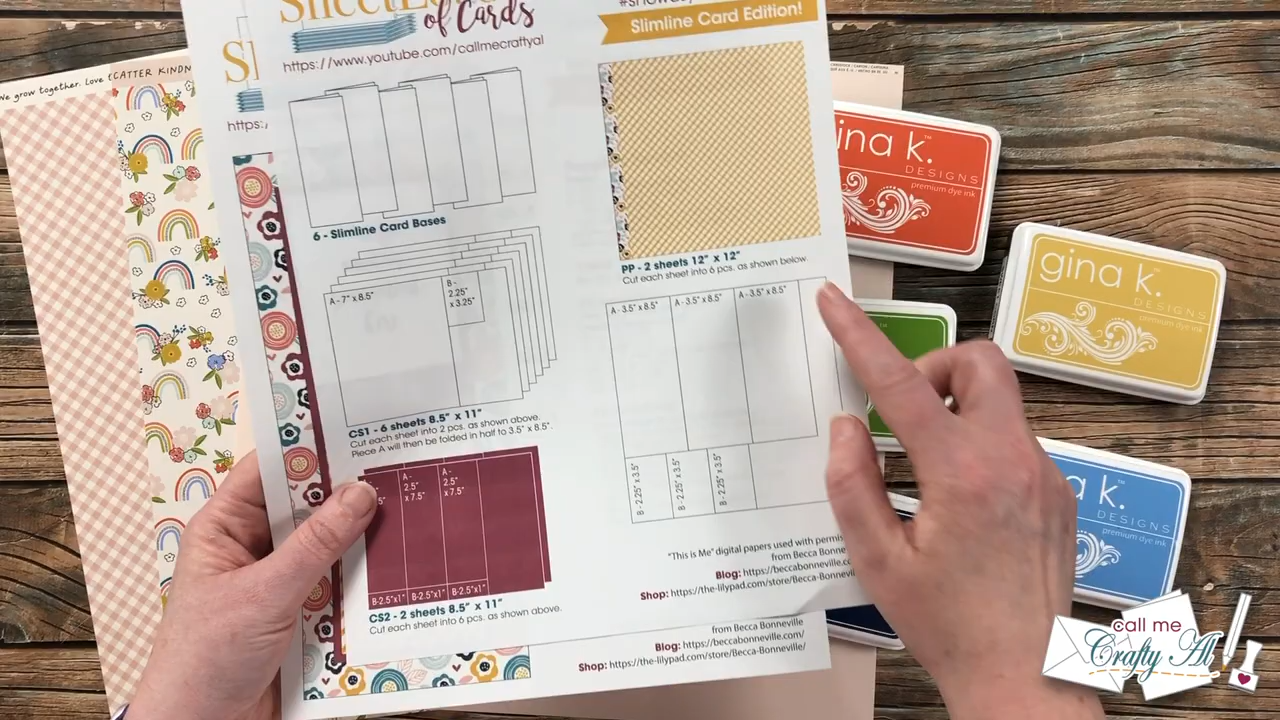 We grow together. Love
SCATTER KINDN
of Cards
https://www.youtube.com/callmecraftyal
Slimline Card Edition!
6 - Slimline Card Bases
A - 7" x 8.5"
B -
2.25"
x 3.25"
CS1 - 6 sheets 8.5" x 11"
Cut each sheet into 2 pcs. as shown above.
Piece A will then be folded in half to 3.5" x 8.5".
A -
2.5"
x 7.5"
A -
2.5"
x 7.5"
B-2.5"x1"
B-2.5"x1"
B-2.5"x1"
CS2 - 2 sheets 8.5" x 11"
Cut each sheet into 6 pcs. as shown above.
PP - 2 sheets 12" x 12"
Cut each sheet into 6 pcs. as shown below.
A - 3.5" x 8.5"
A - 3.5" x 8.5"
A - 3.5" x 8.5"
B - 2.25" x 3.5"
B - 2.25" x 3.5"
B - 2.25" x 3.5"
"This is Me" digital papers used with permis
from Becca Bonne
Blog: https://beccabonneville.co
Shop: https://the-lilypad.com/store/Becca-Bonneville/
from Becca Bonneville
Blog: https://beccabonneville.com/
Shop: https://the-lilypad.com/store/Becca-Bonneville/
https:/
gina k.™
DESIGNS
premium dye ink
gina k.
DESIGNS
premium dye ink
a k.
DESIGNS
premium dye ink
call me
Crafty Al